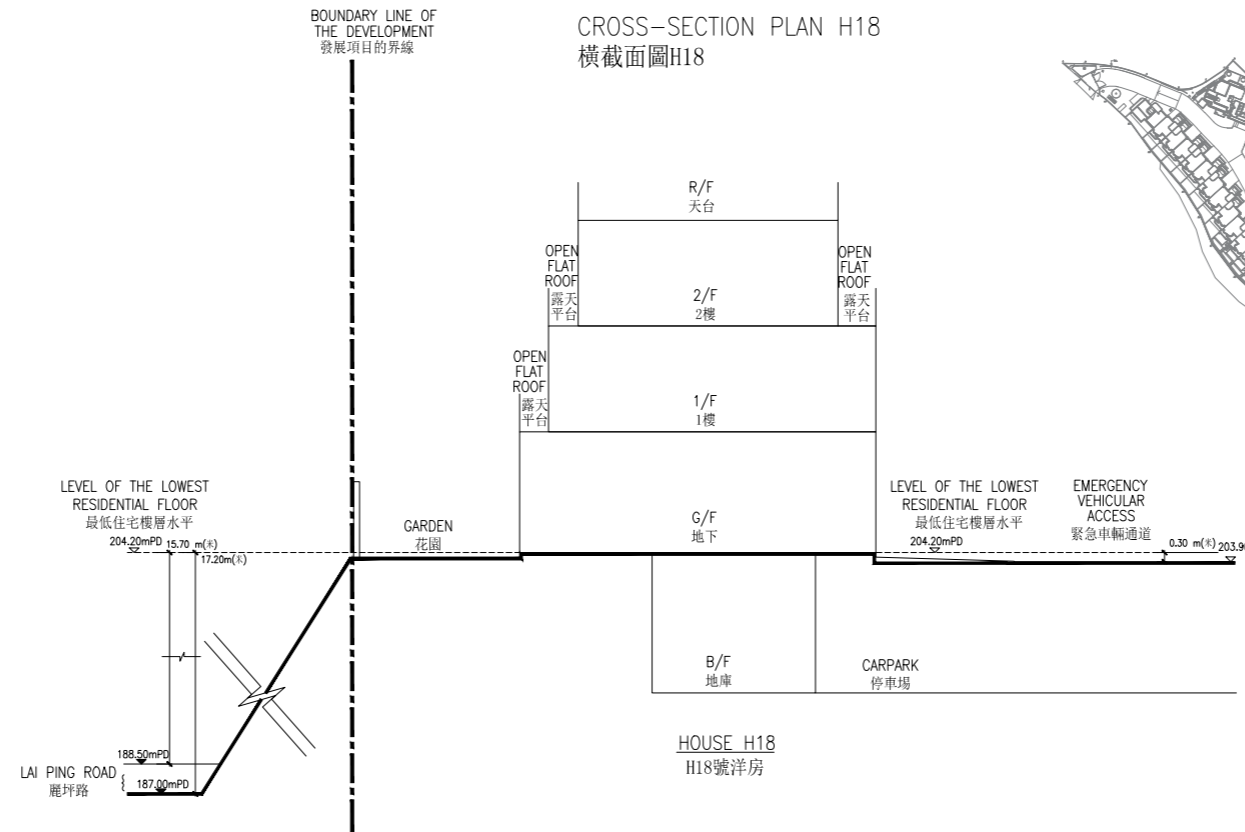 BOUNDARY LINE OF
THE DEVELOPMENT
發展項目的界線
CROSS-SECTION PLAN H18
橫截面圖H18
R/F
天台
OPEN
FLAT
ROOF
露天
平台
2/F
2樓
OPEN
FLAT
ROOF
露天
平台
OPEN
FLAT
ROOF
露天
平台
1/F
1樓
LEVEL OF THE LOWEST
RESIDENTIAL FLOOR
最低住宅樓層水平
204.20mPD
15.70 m(米)
17.20m(米)
GARDEN
花園
G/F
地下
LEVEL OF THE LOWEST
RESIDENTIAL FLOOR
最低住宅樓層水平
204.20mPD
EMERGENCY
VEHICULAR
ACCESS
緊急車輛通道
0.30 m(米)
203.90
B/F
地庫
CARPARK
停車場
HOUSE H18
H18號洋房
188.50mPD
LAI PING ROAD
麗坪路
187.00mPD